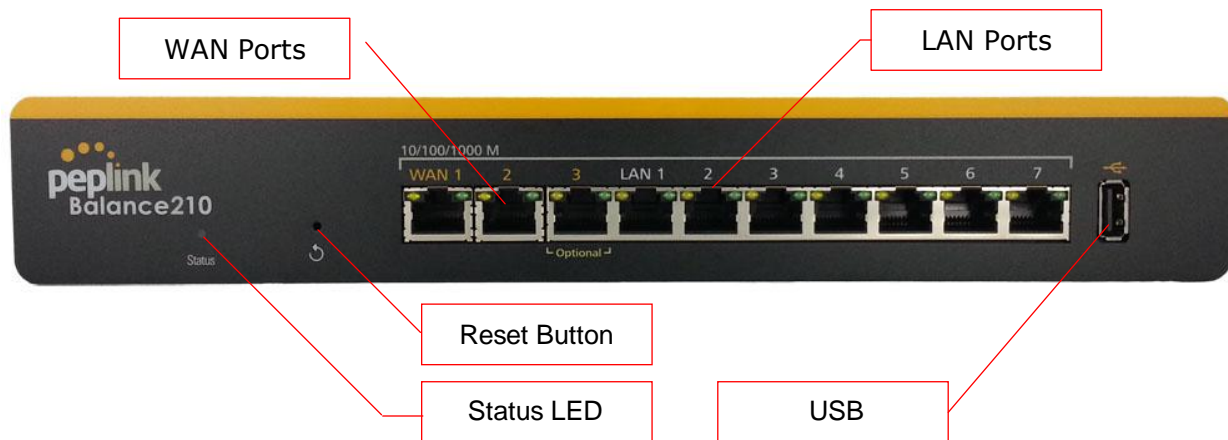 WAN Ports
LAN Ports
10/100/1000 M
WAN 1 2 3 LAN 1 2 3 4 5 6 7
peplink
Balance210
Optional
Status
Reset Button
Status LED
USB